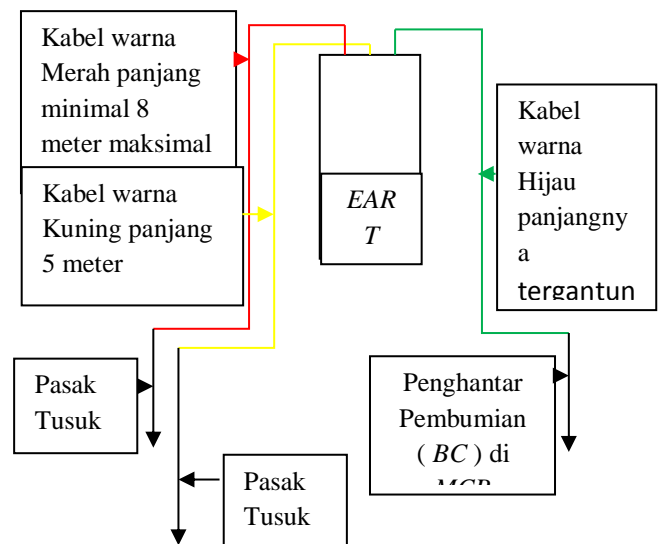 Kabel warna
Merah panjang
minimal 8
meter maksimal
Kabel warna
Kuning panjang
5 meter
EAR
T
Kabel
warna
Hijau
panjangny
a
tergantun
Pasak
Tusuk
Pasak
Tusuk
Penghantar
Pembumian
( BC ) di